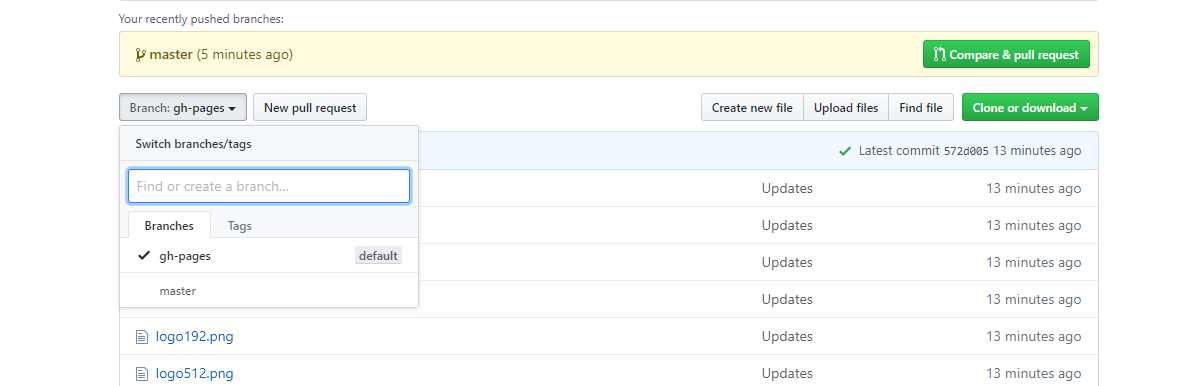 Your recently pushed branches:
master (5 minutes ago)
Compare & pull request
Branch: gh-pages
New pull request
Create new file
Upload files
Find file
Clone or download
Switch branches/tags
Latest commit 572d005 13 minutes ago
Find or create a branch...
Updates
13 minutes ago
Branches
Tags
Updates
13 minutes ago
gh-pages
default
Updates
13 minutes ago
master
Updates
13 minutes ago
logo192.png
Updates
13 minutes ago
logo512.png
Updates
13 minutes ago